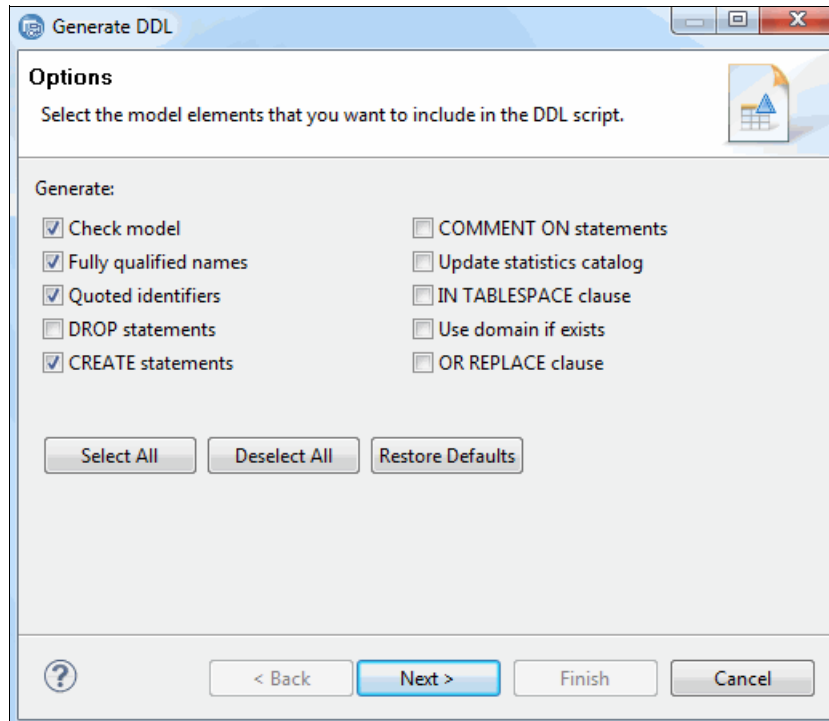 Generate DDL
Options
Select the model elements that you want to include in the DDL script.
Generate:
Check model
Fully qualified names
Quoted identifiers
DROP statements
CREATE statements
COMMENT ON statements
Update statistics catalog
IN TABLESPACE clause
Use domain if exists
OR REPLACE clause
Select All
Deselect All
Restore Defaults
?
< Back
Next >
Finish
Cancel